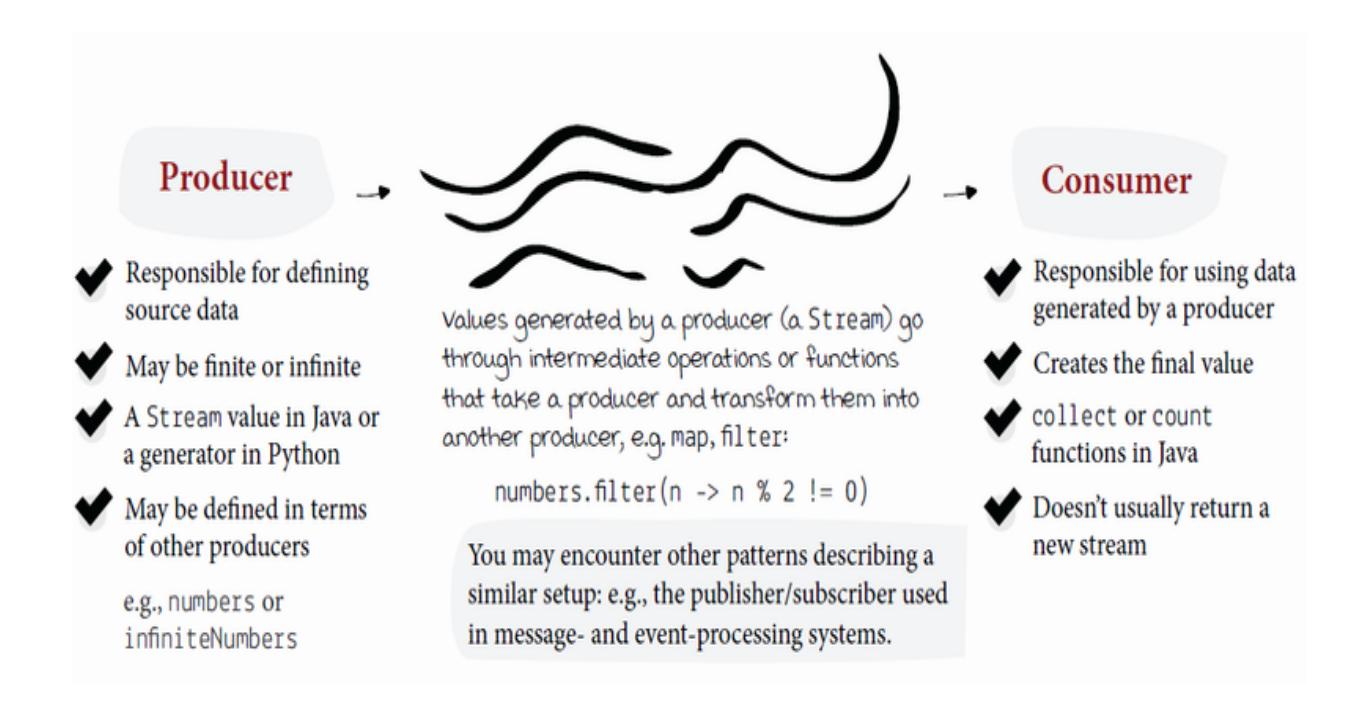 Producer
Responsible for defining
source data
May be finite or infinite
A Stream value in Java or
a generator in Python
May be defined in terms
of other producers
e.g., numbers or
infiniteNumbers
Values generated by a producer (a Stream) go
through intermediate operations or functions
that take a producer and transform them into
another producer, e.g. map, filter:
numbers.filter(n -> n % 2 != 0)
You may encounter other patterns describing a
similar setup: e.g., the publisher/subscriber used
in message- and event-processing systems.
Consumer
Responsible for using data
generated by a producer
Creates the final value
collect or count
functions in Java
Doesn't usually return a
new stream